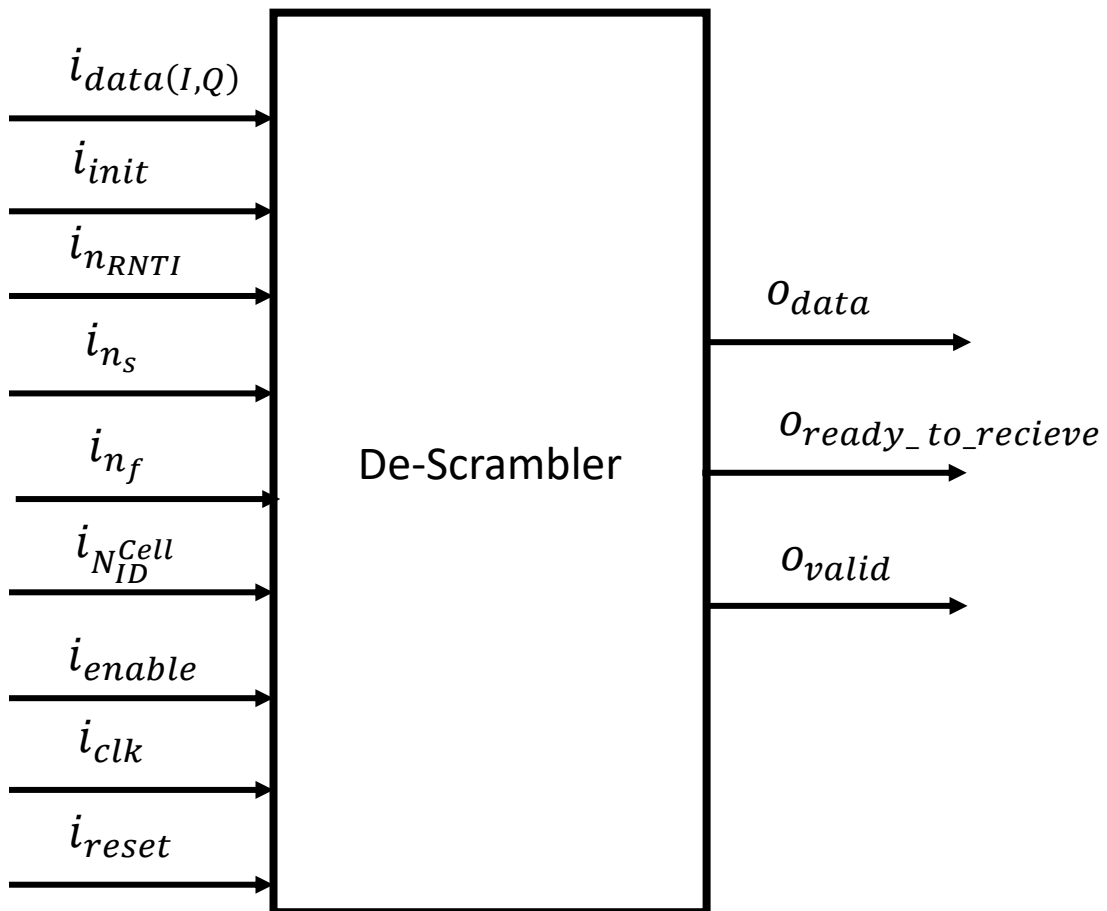 i_data(I,Q)
i_init
i_n_RNTI
i_n_s
i_n_f
i_N_ID^Cell
i_enable
i_clk
i_reset
De-Scrambler
o_data
o_ready_to_recieve
o_valid